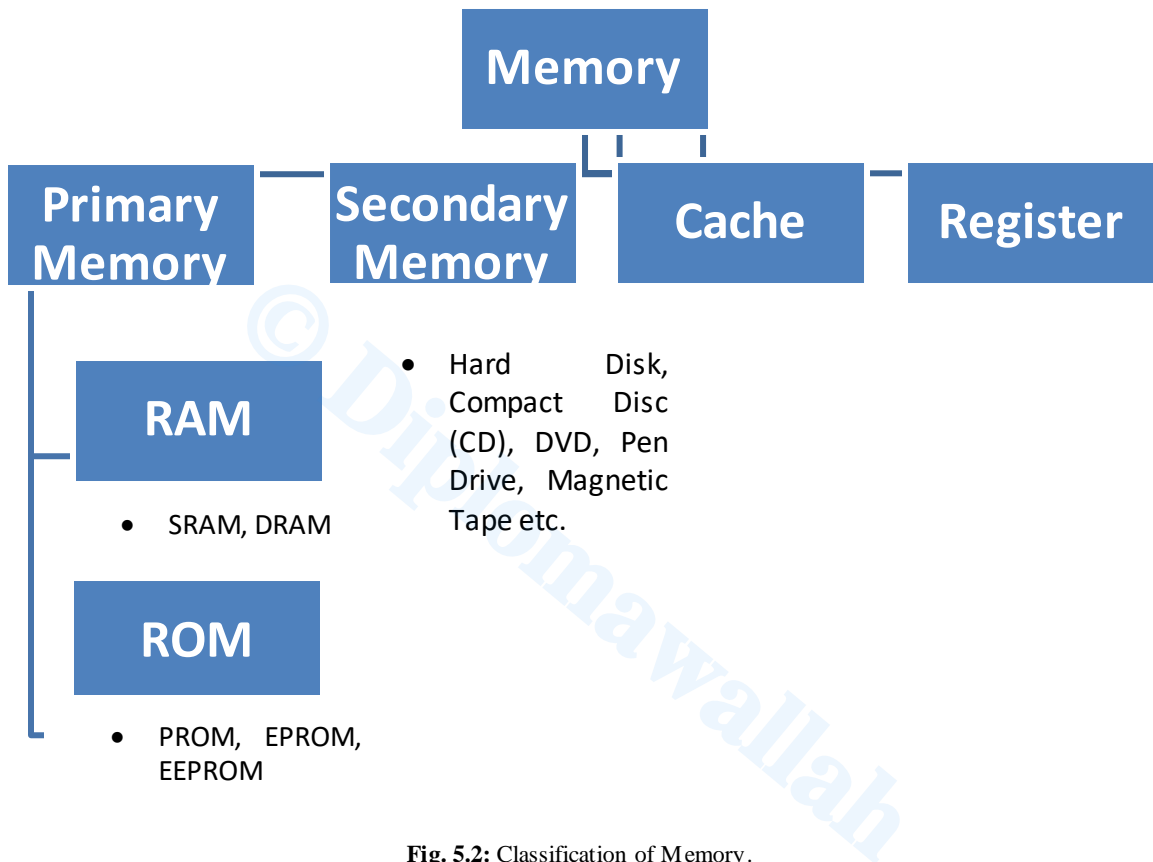 Memory
Primary
Memory
Secondary
Memory
Cache
Register
RAM
• SRAM, DRAM
ROM
• PROM, EPROM,
EEPROM
• Hard Disk,
Compact Disc
(CD), DVD, Pen
Drive, Magnetic
Tape etc.
© Diplomawallah
Fig. 5.2: Classification of Memory.